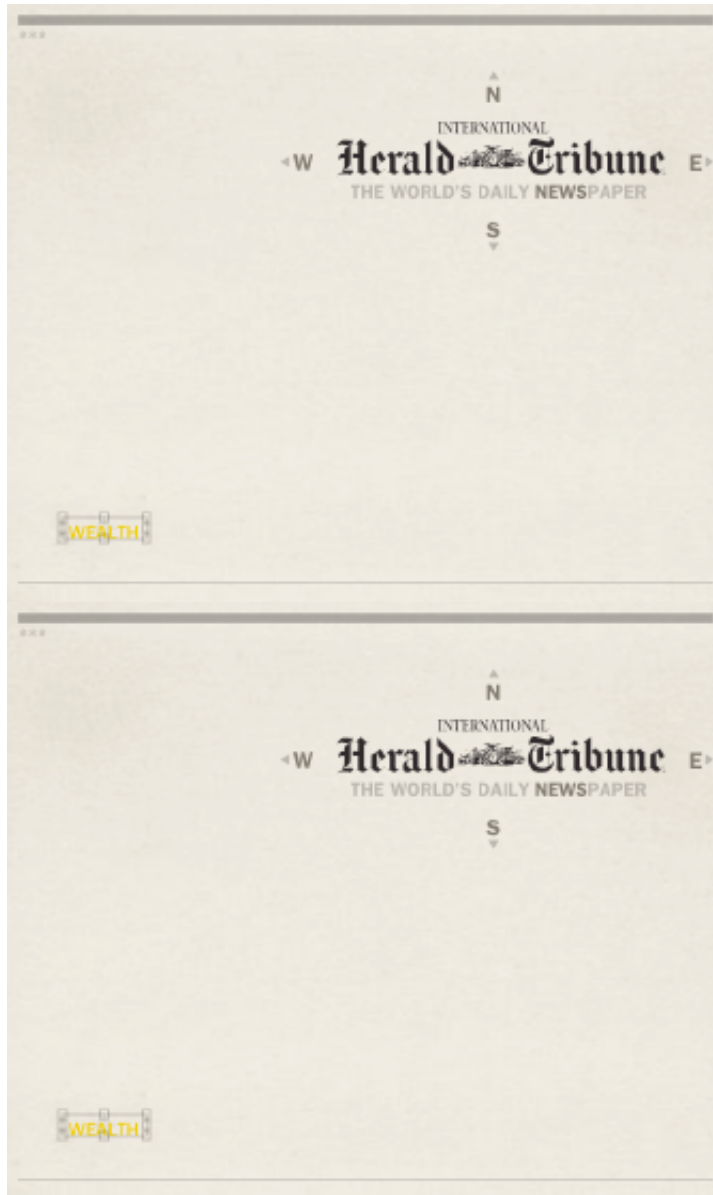 N
INTERNATIONAL
W Herald Tribune E
THE WORLD'S DAILY NEWSPAPER
S
WEALTH
N
INTERNATIONAL
W Herald Tribune E
THE WORLD'S DAILY NEWSPAPER
S
WEALTH